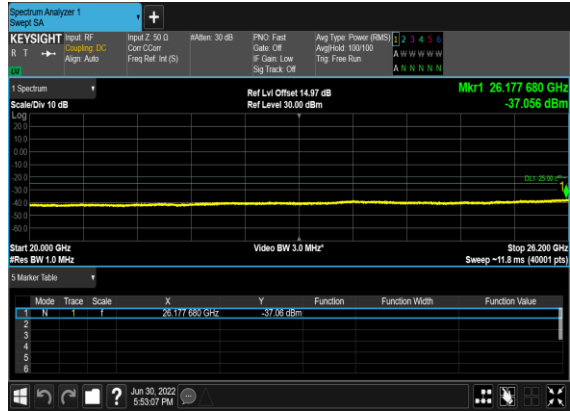 Spectrum Analyzer 1
Swept SA
+
KEYSIGHT Input: RF Input Z: 50 Ω #Atten: 30 dB PNO: Fast Avg Type: Power (RMS) 1 2 3 4 5 6
R T Coupling: DC Corr CCorr Gate: Off Avg|Hold: 100/100 A W W W W W
Align: Auto Freq Ref: Int (S) IF Gain: Low Trig: Free Run
Sig Track: Off A N N N N N
1 Spectrum
Ref Lvl Offset 14.97 dB Mkr1 26.177 680 GHz
Scale/Div 10 dB Ref Level 30.00 dBm -37.056 dBm
Log
20.0
10.0
0.00
-10.0
-20.0
DL1 -25.00 dBm
-30.0
1
-40.0
-50.0
-60.0
Start 20.000 GHz Video BW 3.0 MHz* Stop 26.200 GHz
#Res BW 1.0 MHz Sweep ~11.8 ms (40001 pts)
5 Marker Table
Mode Trace Scale X Y Function Function Width Function Value
1 N 1 f 26.177 680 GHz -37.06 dBm
2
3
4
5
6
? Jun 30, 2022
5:53:07 PM